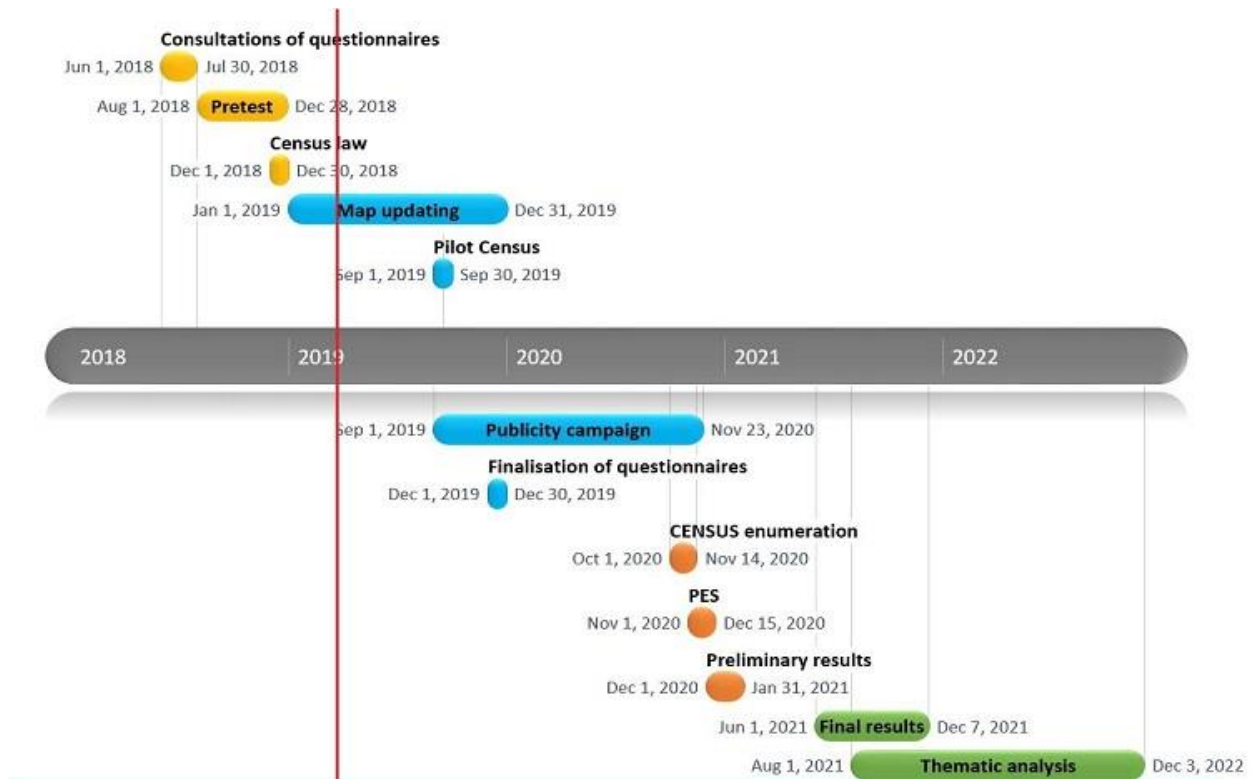 Consultations of questionnaires
Jun 1, 2018 Jul 30, 2018
Aug 1, 2018 Pretest Dec 28, 2018
Census law
Dec 1, 2018 Dec 30, 2018
Jan 1, 2019 Map updating Dec 31, 2019
Pilot Census
Sep 1, 2019 Sep 30, 2019
2018 2019 2020 2021 2022
Sep 1, 2019 Publicity campaign Nov 23, 2020
Finalisation of questionnaires
Dec 1, 2019 Dec 30, 2019
CENSUS enumeration
Oct 1, 2020 Nov 14, 2020
PES
Nov 1, 2020 Dec 15, 2020
Preliminary results
Dec 1, 2020 Jan 31, 2021
Jun 1, 2021 Final results Dec 7, 2021
Aug 1, 2021 Thematic analysis Dec 3, 2022